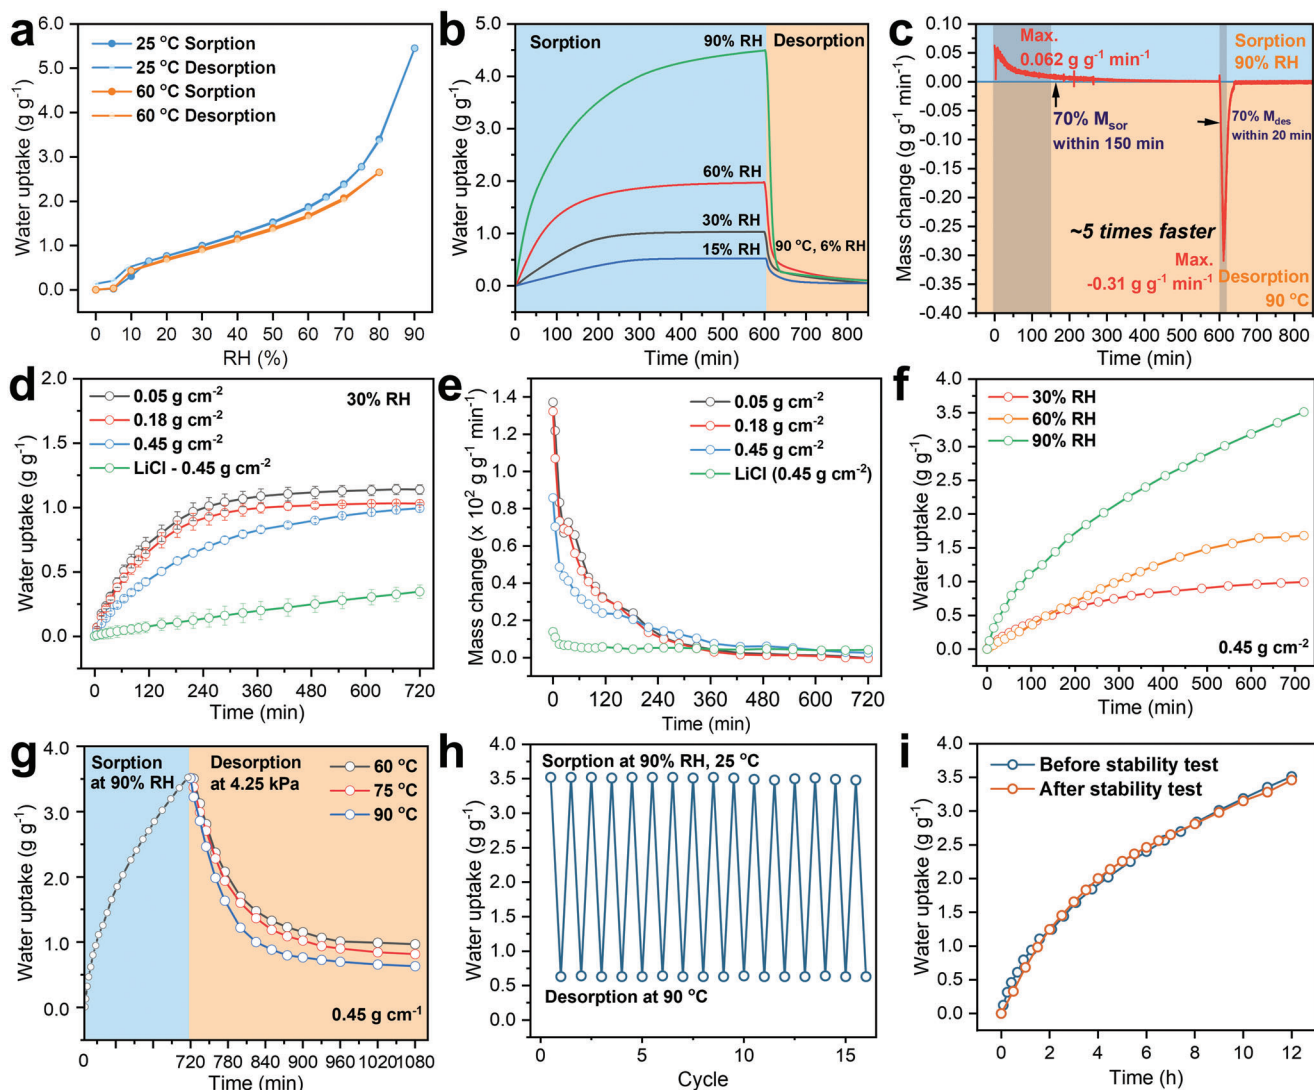 a
25 °C Sorption
25 °C Desorption
60 °C Sorption
60 °C Desorption
Water uptake (g g⁻¹)
6.0
5.0
4.0
3.0
2.0
1.0
0.0
0 10 20 30 40 50 60 70 80 90
RH (%)
b
Sorption
Desorption
90% RH
60% RH
30% RH
15% RH
90 °C, 6% RH
Water uptake (g g⁻¹)
5.0
4.0
3.0
2.0
1.0
0.0
0 100 200 300 400 500 600 700 800
Time (min)
c
Max.
0.062 g g⁻¹ min⁻¹
Sorption
90% RH
70% Msor
within 150 min
70% Mdes
within 20 min
~5 times faster
Max.
-0.31 g g⁻¹ min⁻¹
Desorption
90 °C
Mass change (g g⁻¹ min⁻¹)
0.10
0.05
0.00
-0.05
-0.10
-0.15
-0.20
-0.25
-0.30
-0.35
-0.40
0 100 200 300 400 500 600 700 800
Time (min)
d
0.05 g cm⁻²
0.18 g cm⁻²
0.45 g cm⁻²
LiCl - 0.45 g cm⁻²
30% RH
Water uptake (g g⁻¹)
2.0
1.5
1.0
0.5
0.0
0 120 240 360 480 600 720
Time (min)
e
0.05 g cm⁻²
0.18 g cm⁻²
0.45 g cm⁻²
LiCl (0.45 g cm⁻²)
Mass change (x 10² g g⁻¹ min⁻¹)
1.4
1.2
1.0
0.8
0.6
0.4
0.2
0.0
0 120 240 360 480 600 720
Time (min)
f
30% RH
60% RH
90% RH
0.45 g cm⁻²
Water uptake (g g⁻¹)
4.0
3.5
3.0
2.5
2.0
1.5
1.0
0.5
0.0
0 100 200 300 400 500 600 700
Time (min)
g
Sorption
at 90% RH
Desorption
at 4.25 kPa
60 °C
75 °C
90 °C
0.45 g cm⁻¹
Water uptake (g g⁻¹)
4.0
3.0
2.0
1.0
0.0
0 720 780 840 900 960 1020 1080
Time (min)
h
Sorption at 90% RH, 25 °C
Desorption at 90 °C
Water uptake (g g⁻¹)
4.0
3.5
3.0
2.5
2.0
1.5
1.0
0.5
0.0
0 5 10 15
Cycle
i
Before stability test
After stability test
Water uptake (g g⁻¹)
4.0
3.5
3.0
2.5
2.0
1.5
1.0
0.5
0.0
0 2 4 6 8 10 12
Time (h)